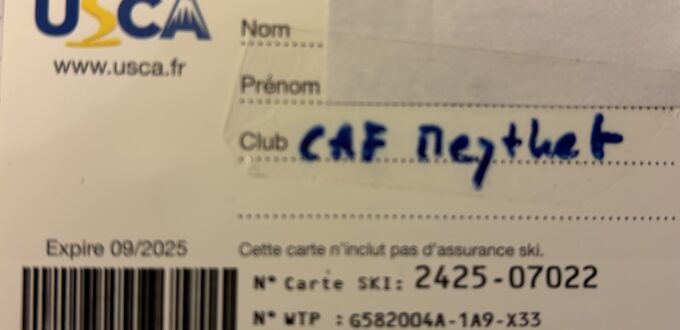 USCA
www.usca.fr
Nom
Prénom
Club CAF Meythet
Expire 09/2025
Cette carte n'inclut pas d'assurance ski.
N° Carte SKI: 2425-07022
N° WTP : 6582004A-1A9-X33